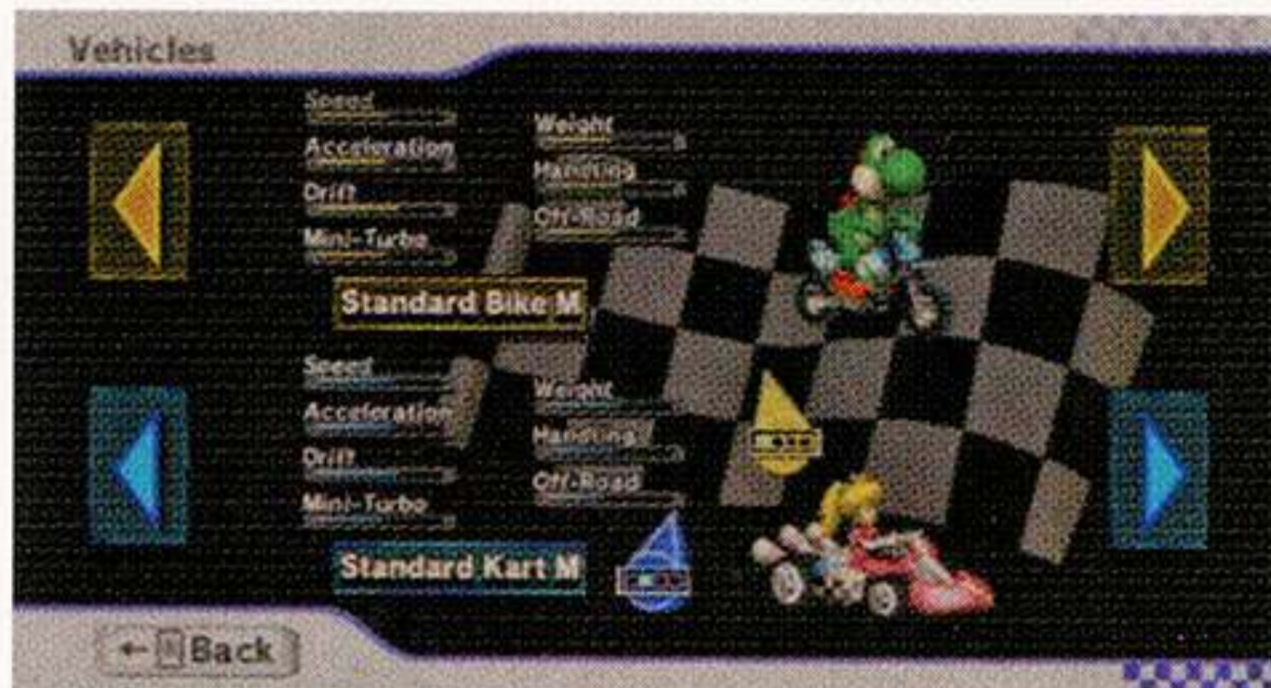 Vehicles
Speed
Acceleration
Drift
Mini-Turbo
Weight
Handling
Off-Road
Standard Bike M
Speed
Acceleration
Drift
Mini-Turbo
Weight
Handling
Off-Road
Standard Kart M
Back